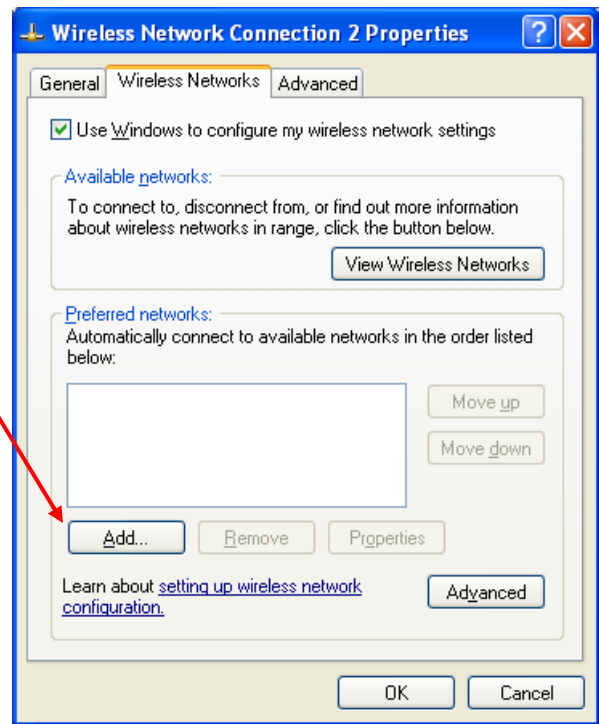 Wireless Network Connection 2 Properties
General Wireless Networks Advanced
Use Windows to configure my wireless network settings
Available networks:
To connect to, disconnect from, or find out more information
about wireless networks in range, click the button below.
View Wireless Networks
Preferred networks:
Automatically connect to available networks in the order listed
below:
Move up
Move down
Add... Remove Properties
Learn about setting up wireless network
configuration.
Advanced
OK Cancel